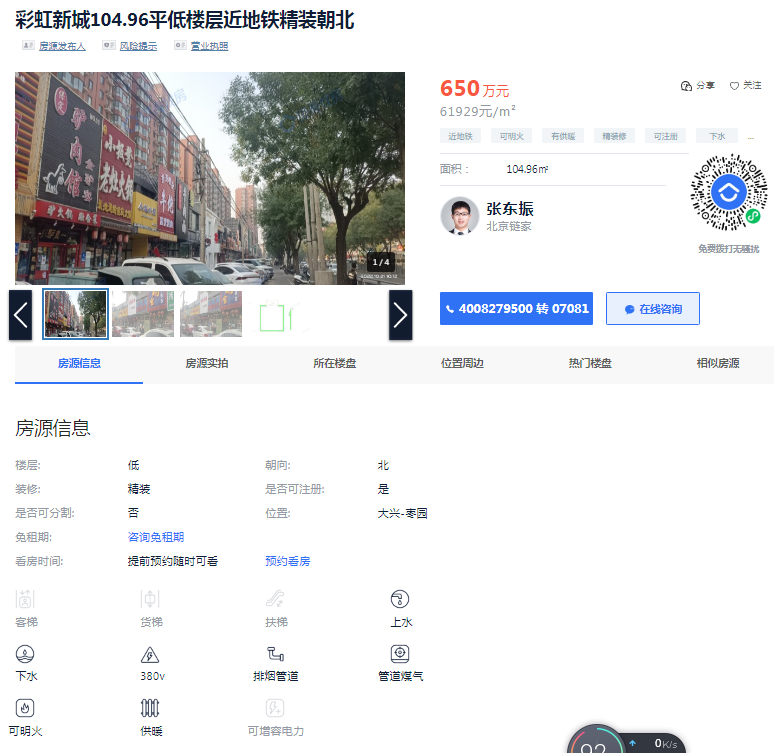 彩虹新城104.96平低楼层近地铁精装朝北
房源发布人 风险提示 营业执照
驴肉馆
老灶火锅
驴火锅
1/4
650万元
分享 关注
61929元/m²
近地铁 可明火 有供暖 精装修 可注册 下水 ...
面积： 104.96㎡
张东振
北京链家
免费拨打无骚扰
4008279500 转 07081
在线咨询
房源信息 房源实拍 所在楼盘 位置周边 热门楼盘 相似房源
房源信息
楼层: 低 朝向: 北
装修: 精装 是否可注册: 是
是否可分割: 否 位置: 大兴-枣园
免租期: 咨询免租期
看房时间: 提前预约随时可看 预约看房
客梯 货梯 扶梯 上水
下水 380v 排烟管道 管道煤气
可明火 供暖 可增容电力
0K/s